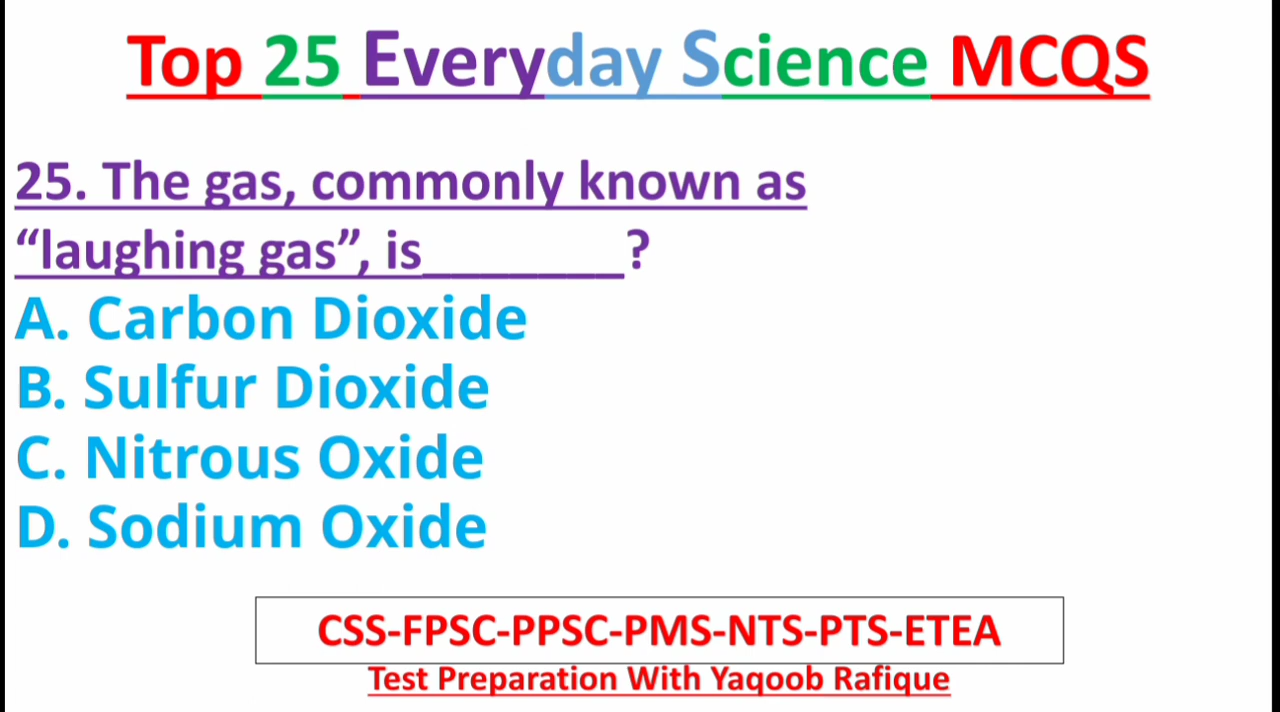 Top 25 Everyday Science MCQS
25. The gas, commonly known as
“laughing gas”, is_______?
A. Carbon Dioxide
B. Sulfur Dioxide
C. Nitrous Oxide
D. Sodium Oxide
CSS-FPSC-PPSC-PMS-NTS-PTS-ETEA
Test Preparation With Yaqoob Rafique